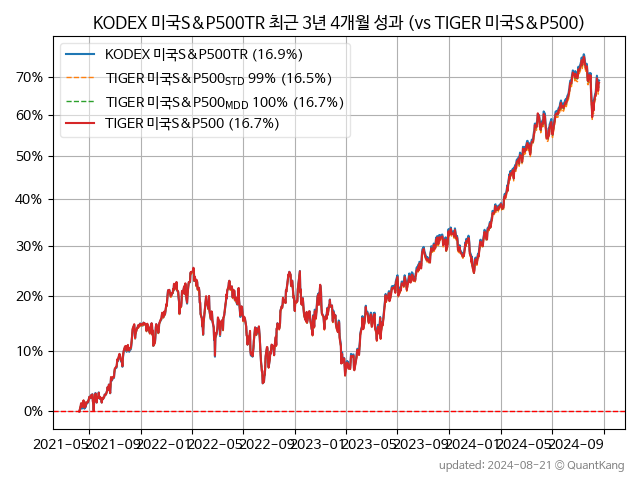 KODEX 미국S&P500TR 최근 3년 4개월 성과 (vs TIGER 미국S&P500)
KODEX 미국S&P500TR (16.9%)
TIGER 미국S&P500STD 99% (16.5%)
TIGER 미국S&P500MDD 100% (16.7%)
TIGER 미국S&P500 (16.7%)
70%
60%
50%
40%
30%
20%
10%
0%
2021-05 2021-09 2022-01 2022-05 2022-09 2023-01 2023-05 2023-09 2024-01 2024-05 2024-09
updated: 2024-08-21 © QuantKang